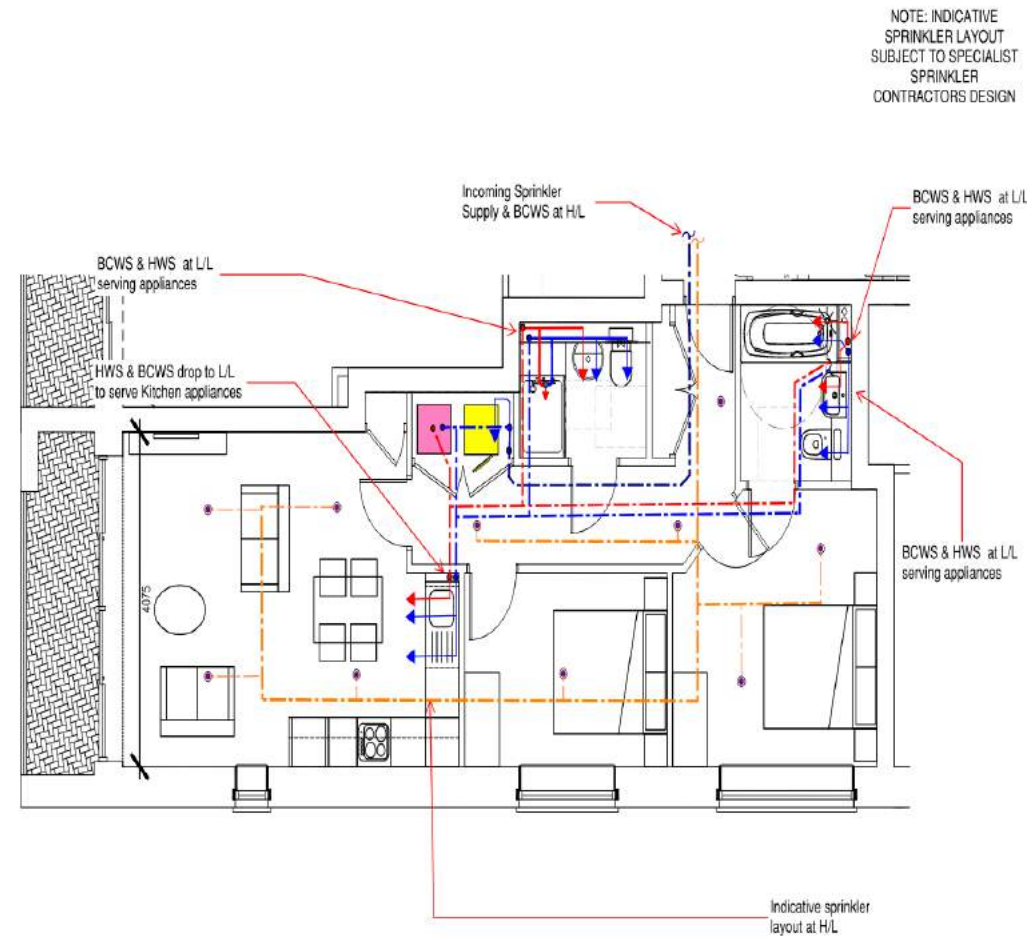 NOTE: INDICATIVE
SPRINKLER LAYOUT
SUBJECT TO SPECIALIST
SPRINKLER
CONTRACTORS DESIGN
Incoming Sprinkler
Supply & BCWS at H/L
BCWS & HWS at L/L
serving appliances
BCWS & HWS at L/L
serving appliances
HWS & BCWS drop to L/L
to serve Kitchen appliances
BCWS & HWS at L/L
serving appliances
4075
Indicative sprinkler
layout at H/L